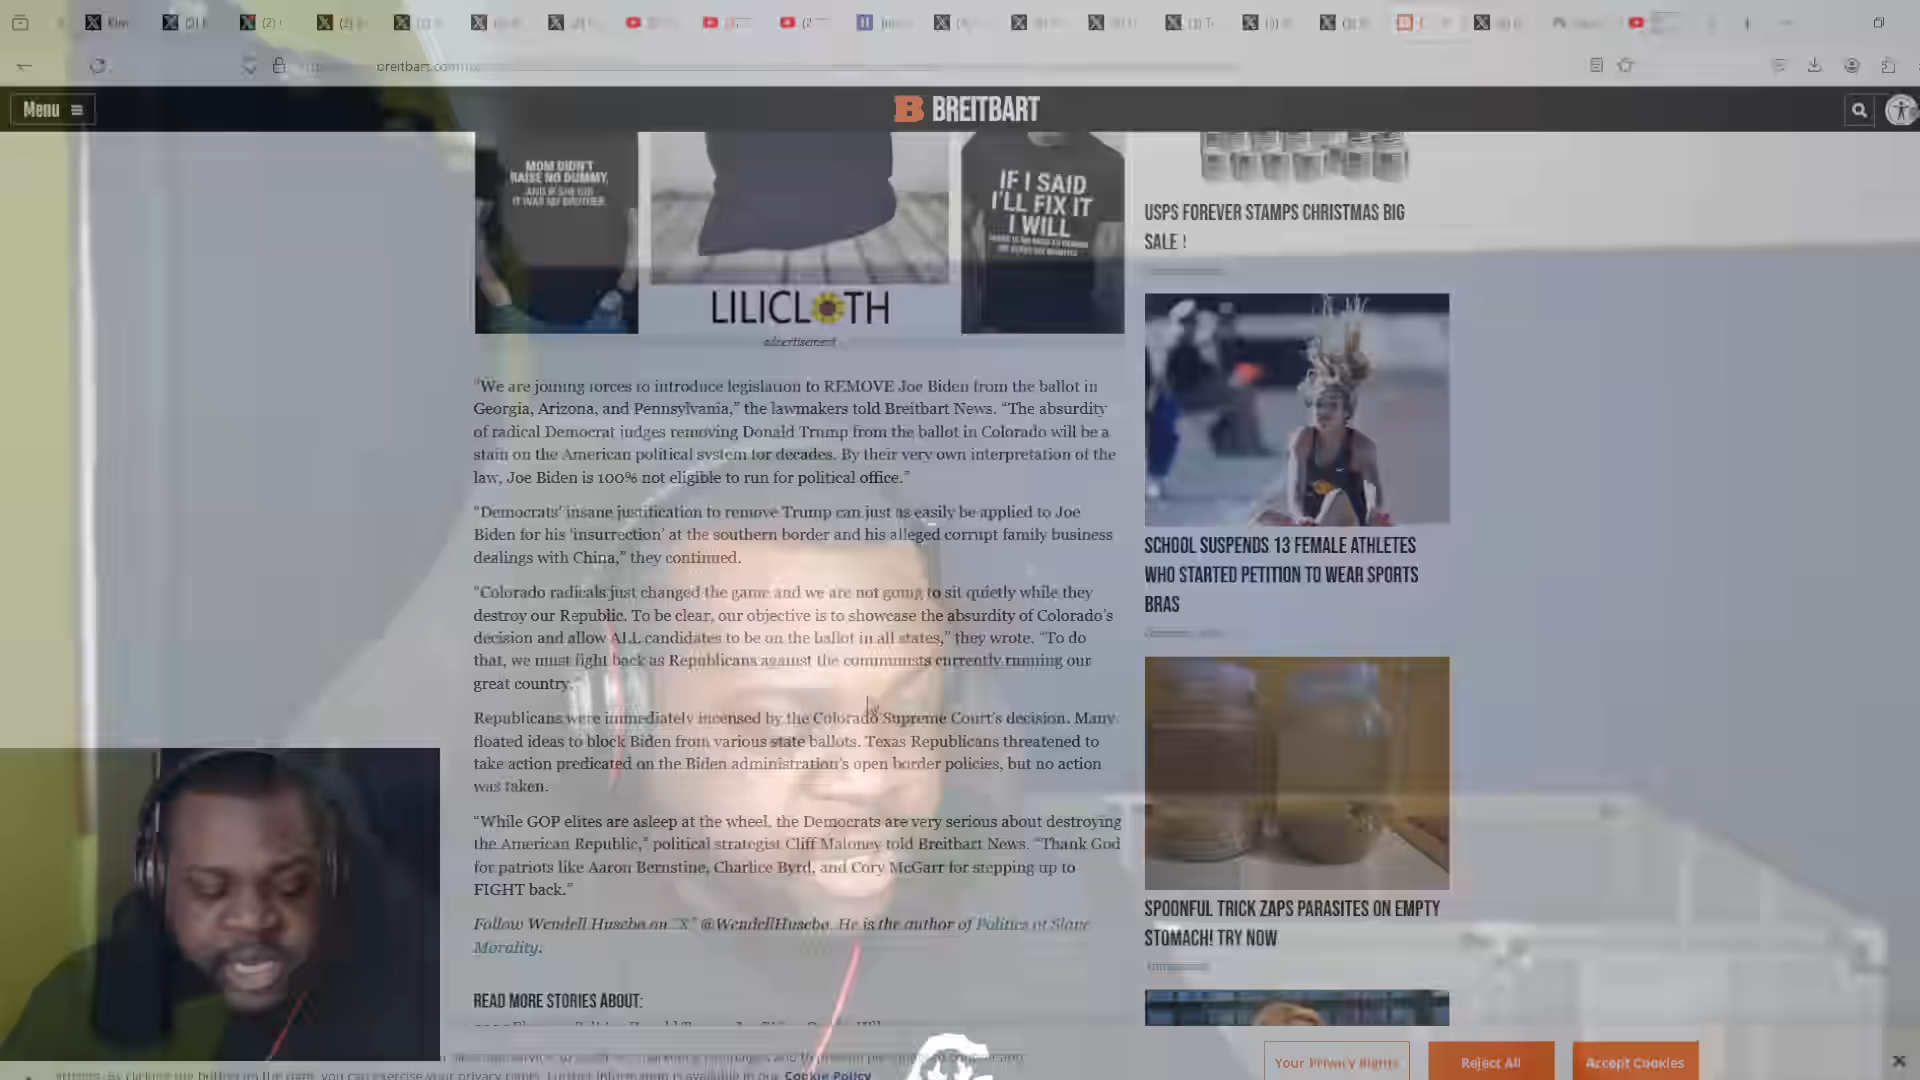 breitbart.com
Menu
BREITBART
MOM DIDN'T
RAISE NO DUMMY,
AND IF SHE DID
IT WAS MY BROTHER.
IF I SAID
I'LL FIX IT
I WILL
LILICLOTH
advertisement
"We are joining forces to introduce legislation to REMOVE Joe Biden from the ballot in
Georgia, Arizona, and Pennsylvania," the lawmakers told Breitbart News. "The absurdity
of radical Democrat judges removing Donald Trump from the ballot in Colorado will be a
stain on the American political system for decades. By their very own interpretation of the
law, Joe Biden is 100% not eligible to run for political office."
"Democrats' insane justification to remove Trump can just as easily be applied to Joe
Biden for his 'insurrection' at the southern border and his alleged corrupt family business
dealings with China," they continued.
"Colorado radicals just changed the game and we are not going to sit quietly while they
destroy our Republic. To be clear, our objective is to showcase the absurdity of Colorado's
decision and allow ALL candidates to be on the ballot in all states," they wrote. "To do
that, we must fight back as Republicans against the communists currently running our
great country."
Republicans were immediately incensed by the Colorado Supreme Court's decision. Many
floated ideas to block Biden from various state ballots. Texas Republicans threatened to
take action predicated on the Biden administration's open border policies, but no action
was taken.
"While GOP elites are asleep at the wheel, the Democrats are very serious about destroying
the American Republic," political strategist Cliff Maloney told Breitbart News. "Thank God
for patriots like Aaron Bernstine, Charlice Byrd, and Cory McGarr for stepping up to
FIGHT back."
Follow Wendell Husebø on "X" @WendellHusebø. He is the author of Politics of Slave
Morality.
READ MORE STORIES ABOUT:
USPS FOREVER STAMPS CHRISTMAS BIG
SALE !
SCHOOL SUSPENDS 13 FEMALE ATHLETES
WHO STARTED PETITION TO WEAR SPORTS
BRAS
SPOONFUL TRICK ZAPS PARASITES ON EMPTY
STOMACH! TRY NOW
Cookie Policy
Your Privacy Rights
Reject All
Accept Cookies